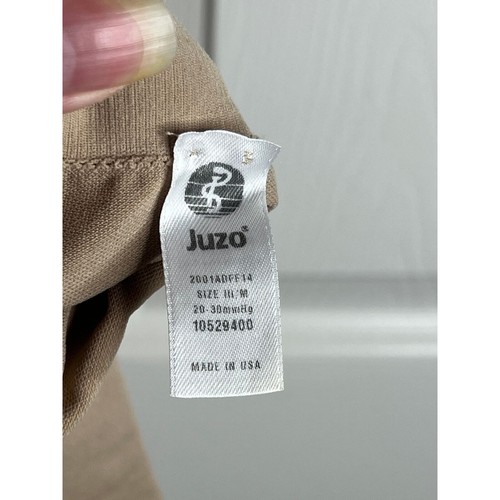 Juzo®
2001ADFF14
SIZE III/M
20-30mmHg
10529400
MADE IN USA